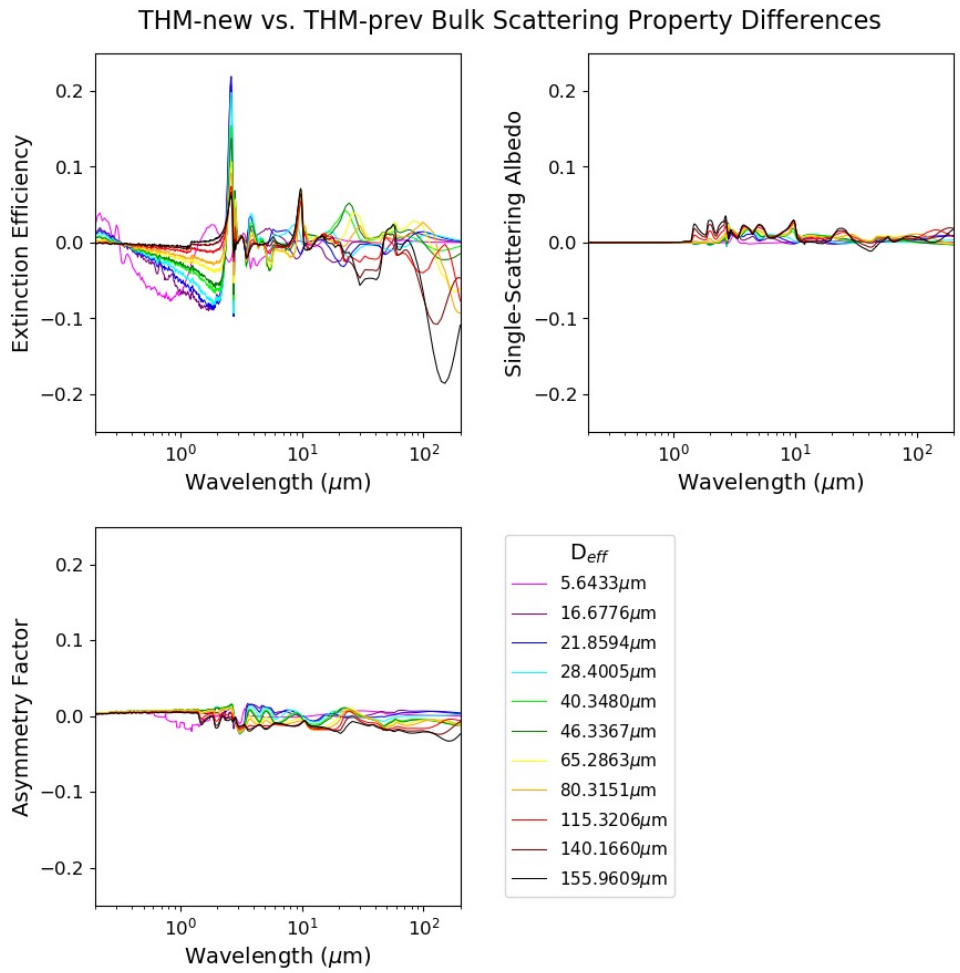 THM-new vs. THM-prev Bulk Scattering Property Differences
Extinction Efficiency
0.2
0.1
0.0
−0.1
−0.2
10⁰
10¹
10²
Wavelength (μm)
Single-Scattering Albedo
0.2
0.1
0.0
−0.1
−0.2
10⁰
10¹
10²
Wavelength (μm)
Asymmetry Factor
0.2
0.1
0.0
−0.1
−0.2
10⁰
10¹
10²
Wavelength (μm)
D_eff
5.6433μm
16.6776μm
21.8594μm
28.4005μm
40.3480μm
46.3367μm
65.2863μm
80.3151μm
115.3206μm
140.1660μm
155.9609μm